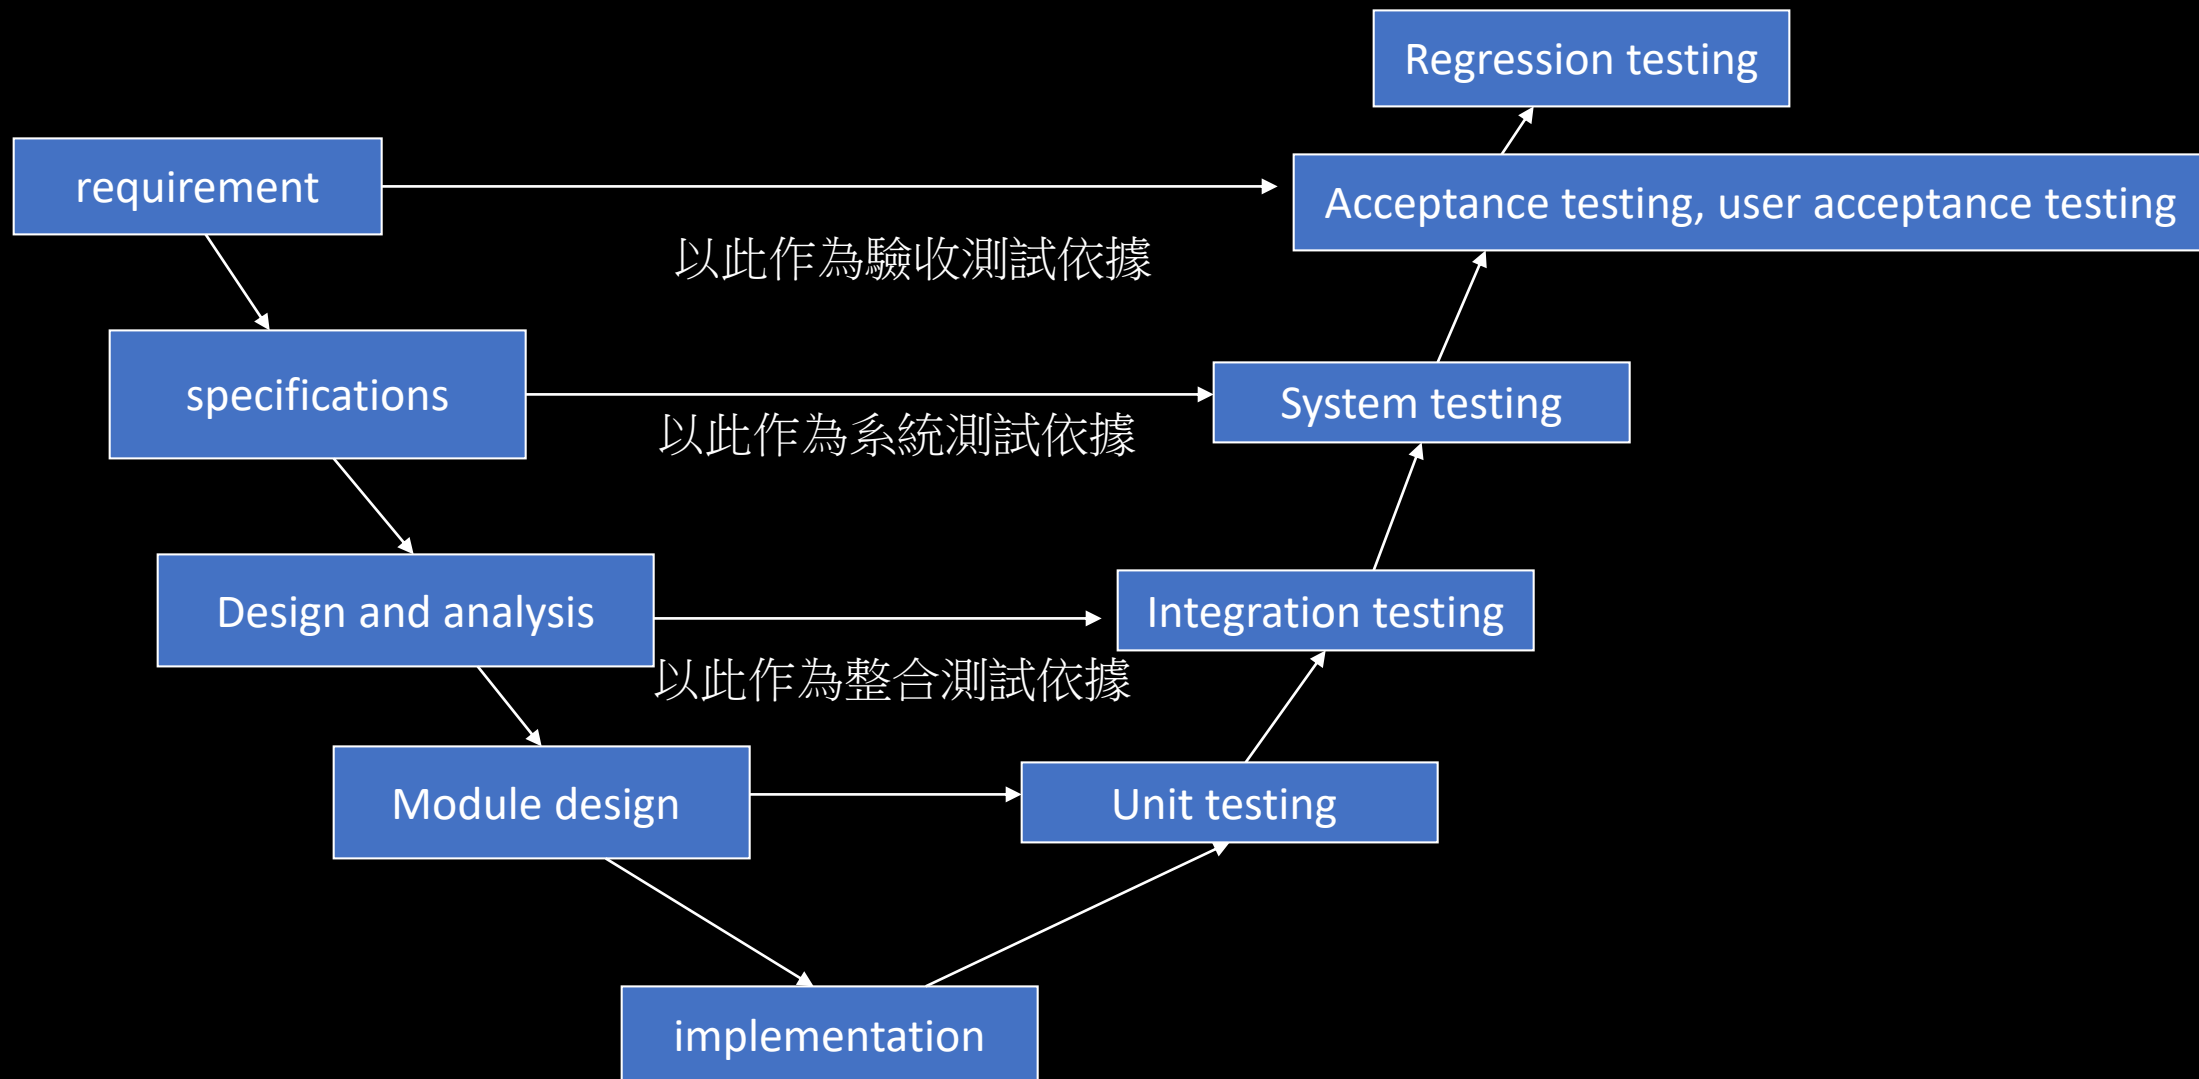 Regression testing
requirement
Acceptance testing, user acceptance testing
以此作為驗收測試依據
specifications
System testing
以此作為系統測試依據
Design and analysis
Integration testing
以此作為整合測試依據
Module design
Unit testing
implementation